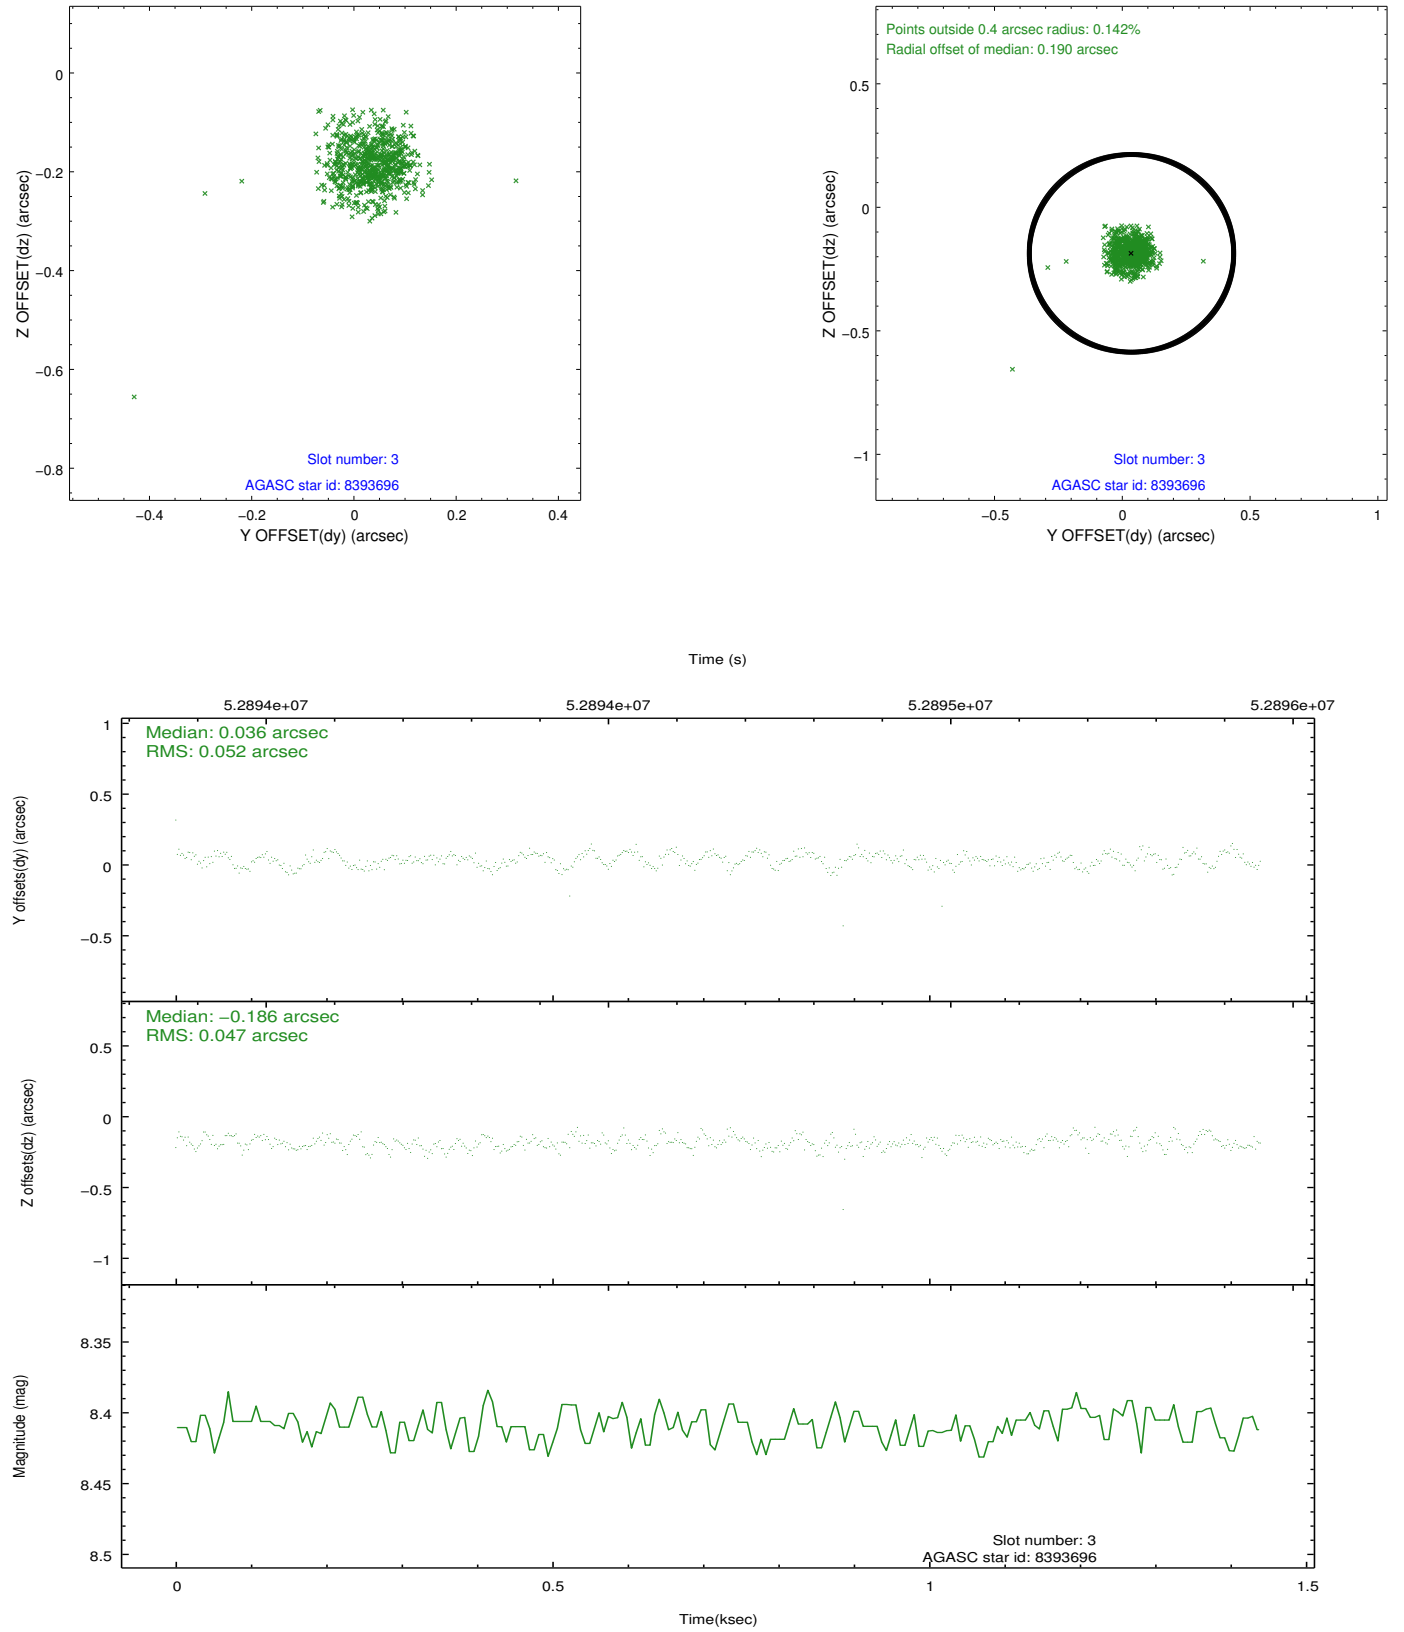 0
−0.2
−0.4
−0.6
−0.8
Z OFFSET(dz) (arcsec)
Slot number: 3
AGASC star id: 8393696
−0.4
−0.2
0
0.2
0.4
Y OFFSET(dy) (arcsec)
Points outside 0.4 arcsec radius: 0.142%
Radial offset of median: 0.190 arcsec
0.5
0
−0.5
−1
Z OFFSET(dz) (arcsec)
Slot number: 3
AGASC star id: 8393696
−0.5
0
0.5
1
Y OFFSET(dy) (arcsec)
Time (s)
5.2894e+07
5.2894e+07
5.2895e+07
5.2896e+07
Median: 0.036 arcsec
RMS: 0.052 arcsec
1
0.5
0
−0.5
Y offsets(dy) (arcsec)
Median: −0.186 arcsec
RMS: 0.047 arcsec
0.5
0
−0.5
−1
Z offsets(dz) (arcsec)
8.35
8.4
8.45
8.5
Magnitude (mag)
Slot number: 3
AGASC star id: 8393696
0
0.5
1
1.5
Time(ksec)